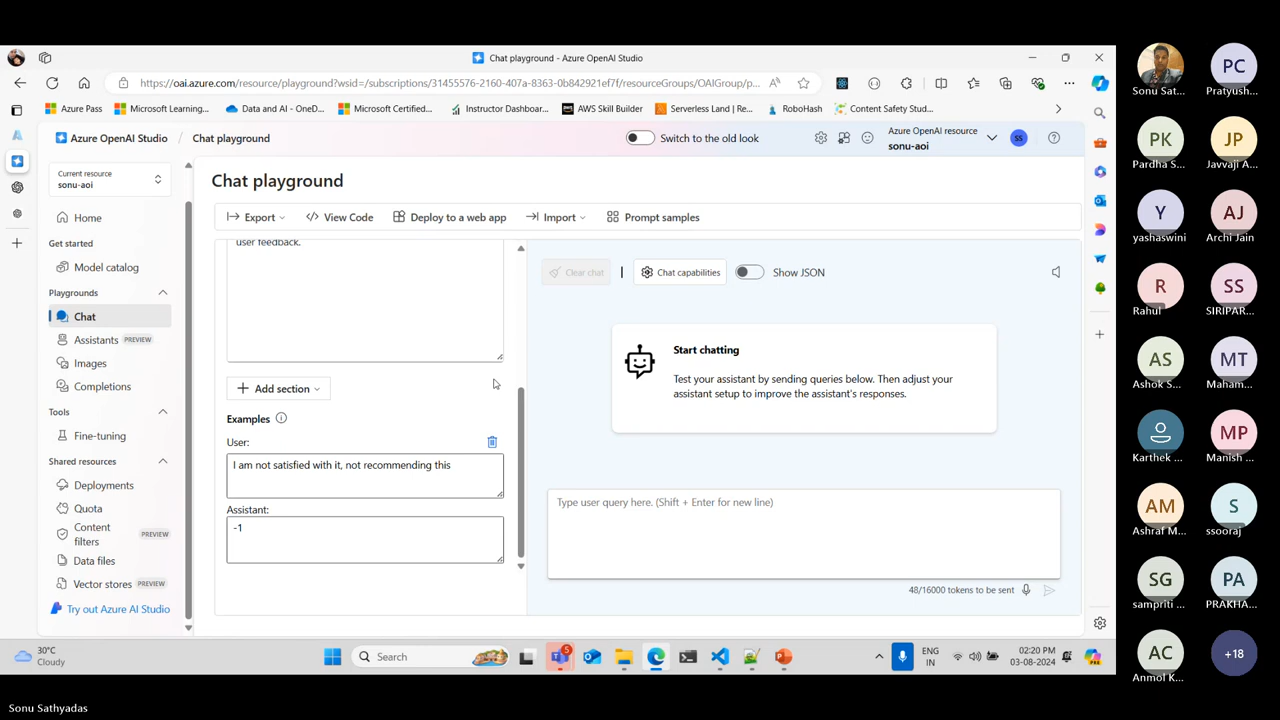 Chat playground - Azure OpenAI Studio
https://oai.azure.com/resource/playground?wsid=/subscriptions/31455576-2160-407a-8363-0b842921ef7f/resourceGroups/OAIGroup/p...
Azure Pass
Microsoft Learning...
Data and AI - OneD...
Microsoft Certified...
Instructor Dashboar...
AWS Skill Builder
Serverless Land | Re...
RoboHash
Content Safety Stud...
Azure OpenAI Studio / Chat playground
Switch to the old look
Azure OpenAI resource
sonu-aoi
SS
Current resource
sonu-aoi
Home
Get started
Model catalog
Playgrounds
Chat
Assistants PREVIEW
Images
Completions
Tools
Fine-tuning
Shared resources
Deployments
Quota
Content filters PREVIEW
Data files
Vector stores PREVIEW
Try out Azure AI Studio
Chat playground
Export
View Code
Deploy to a web app
Import
Prompt samples
user feedback.
Add section
Examples
User:
I am not satisfied with it, not recommending this
Assistant:
-1
Clear chat
Chat capabilities
Show JSON
Start chatting
Test your assistant by sending queries below. Then adjust your
assistant setup to improve the assistant's responses.
Type user query here. (Shift + Enter for new line)
48/16000 tokens to be sent
30°C
Cloudy
Search
5
ENG
IN
02:20 PM
03-08-2024
Sonu Sat...
PC
Pratyush...
PK
Pardha S...
JP
Javvaji A...
Y
yashaswini
AJ
Archi Jain
R
Rahul
SS
SIRIPAR...
AS
Ashok S...
MT
Maham...
Karthek ...
MP
Manish ...
AM
Ashraf M...
S
ssooraj
SG
sampriti ...
PA
PRAKHA...
AC
Anmol K...
+18
Sonu Sathyadas